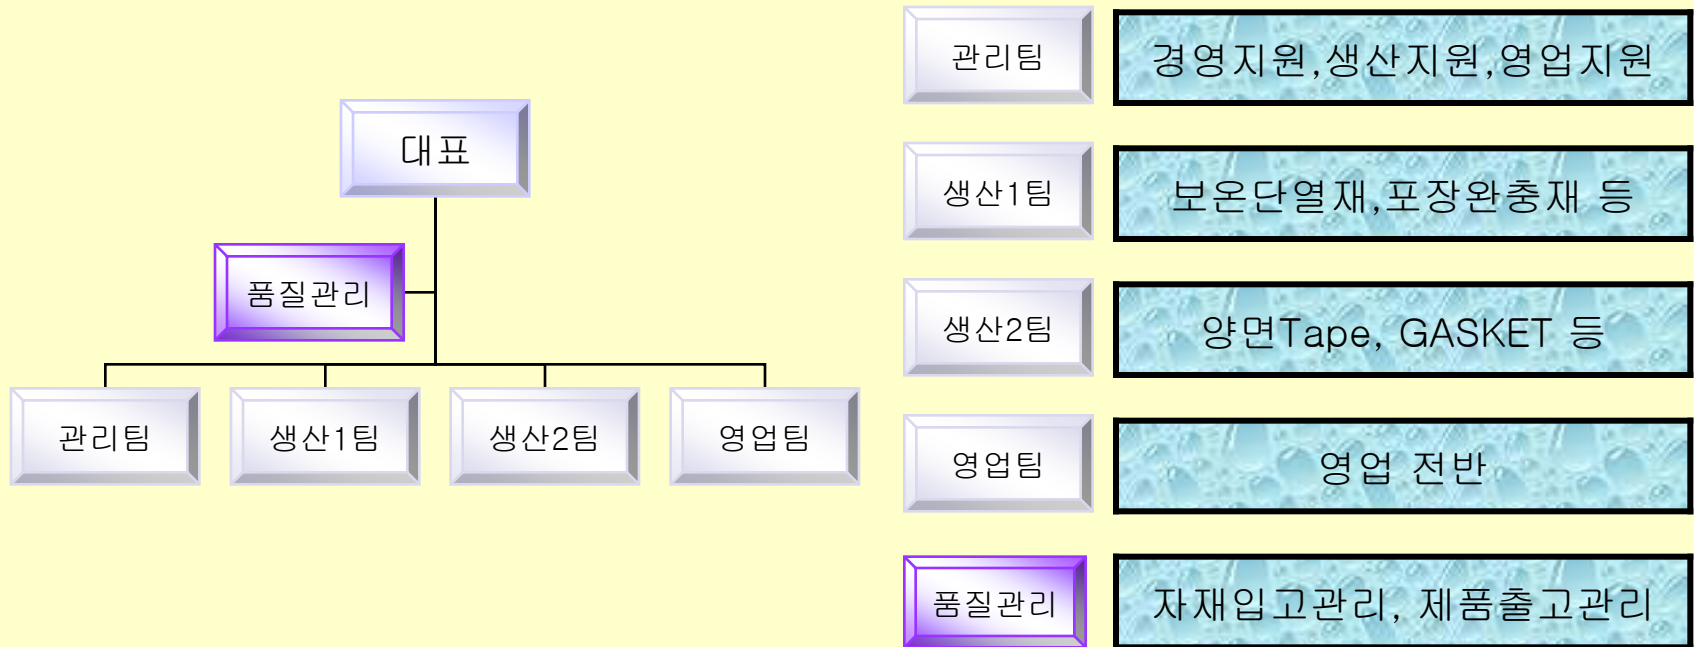 대표
품질관리
관리팀
생산1팀
생산2팀
영업팀
관리팀
경영지원,생산지원,영업지원
생산1팀
보온단열재,포장완충재 등
생산2팀
양면Tape, GASKET 등
영업팀
영업 전반
품질관리
자재입고관리, 제품출고관리